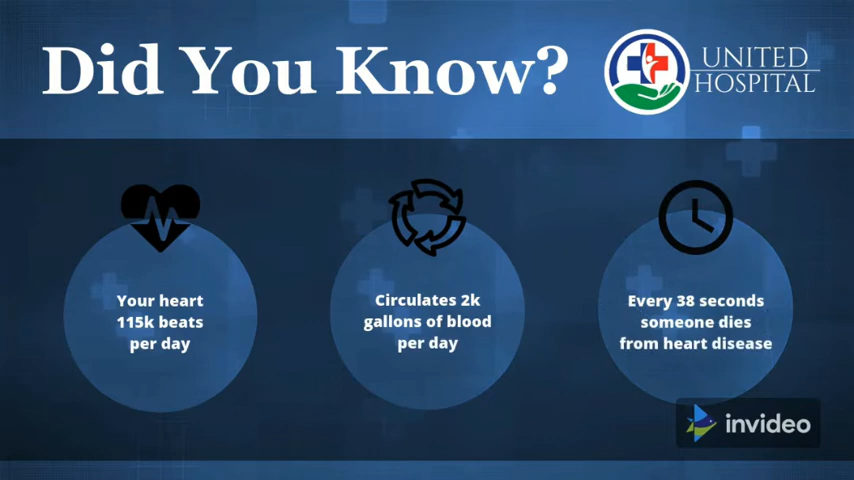 Did You Know?
UNITED
HOSPITAL
Your heart
115k beats
per day
Circulates 2k
gallons of blood
per day
Every 38 seconds
someone dies
from heart disease
invideo